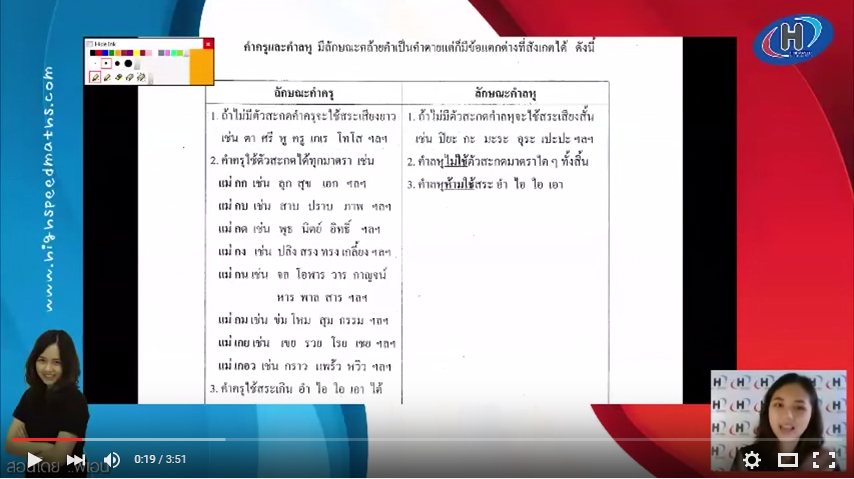 คำครุและคำลหุ มีลักษณะคล้ายคำเป็นคำตายแต่ก็มีข้อแตกต่างที่สังเกตได้ ดังนี้
ลักษณะคำครุ
1. ถ้าไม่มีตัวสะกดคำครุจะใช้สระเสียงยาว
เช่น ตา ศรี พู ครู เกเร โทโส ฯลฯ
2. คำครุใช้ตัวสะกดได้ทุกมาตรา เช่น
แม่ กก เช่น ลูก สุข เอก ฯลฯ
แม่ กบ เช่น สาบ ปราบ ภาพ ฯลฯ
แม่ กด เช่น พุธ นิตย์ อิทธิ์ ฯลฯ
แม่ กง เช่น ปลิง สรง ทรง เกลี้ยง ฯลฯ
แม่ กน เช่น จล โอฬาร วาร กาญจน์
หาร พาล สาร ฯลฯ
แม่ กม เช่น ข่ม โหม สุม กรรม ฯลฯ
แม่ เกย เช่น เขย รวย โรย เชย ฯลฯ
แม่ เกอว เช่น กราว แพร้ว หวิว ฯลฯ
3. คำครุใช้สระเกิน อำ ไอ ใอ เอา ได้
ลักษณะคำลหุ
1. ถ้าไม่มีตัวสะกดคำลหุจะใช้สระเสียงสั้น
เช่น ปิยะ กะ มะระ อุระ เปะปะ ฯลฯ
2. คำลหุไม่ใช้ตัวสะกดมาตราใด ๆ ทั้งสิ้น
3. คำลหุห้ามใช้สระ อำ ไอ ใอ เอา
www.highspeedmaths.com
H
0:19 / 3:51